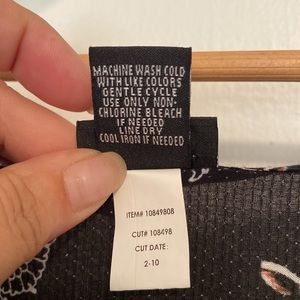 MACHINE WASH COLD
WITH LIKE COLORS
GENTLE CYCLE
USE ONLY NON-
CHLORINE BLEACH
IF NEEDED
LINE DRY
COOL IRON IF NEEDED
ITEM# 10849808
CUT# 108498
CUT DATE:
2-10